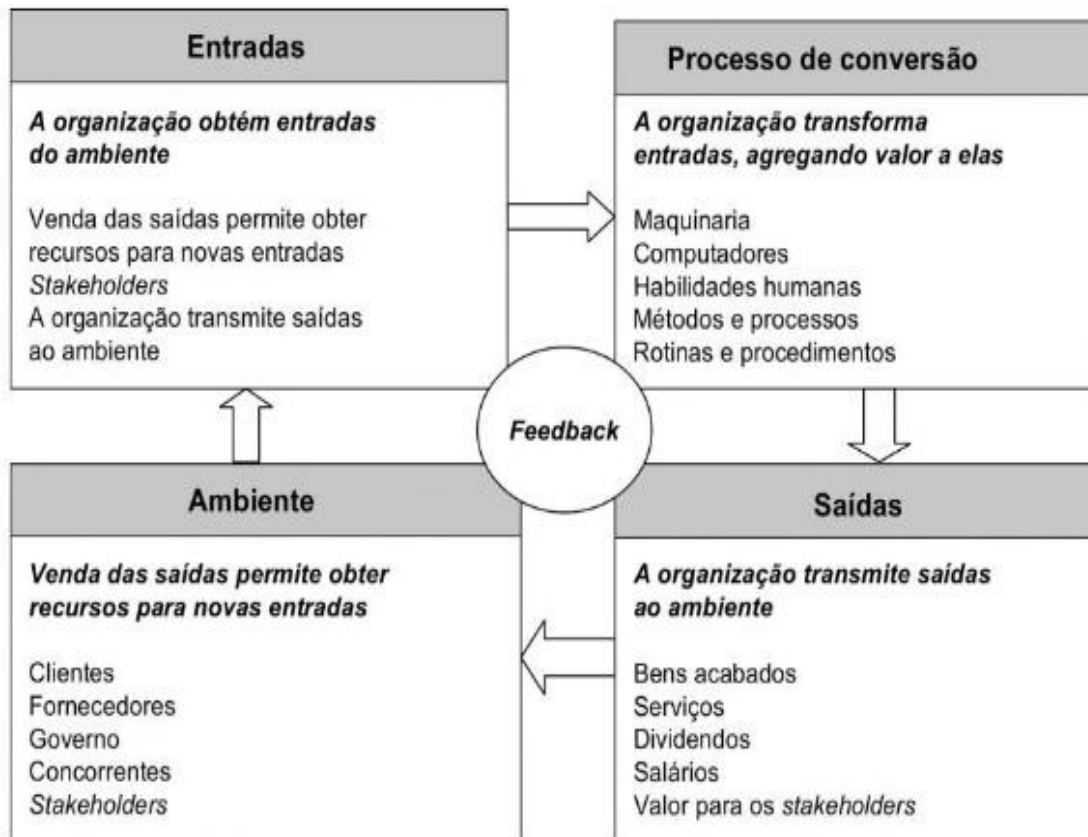 Entradas
A organização obtém entradas
do ambiente
Venda das saídas permite obter
recursos para novas entradas
Stakeholders
A organização transmite saídas
ao ambiente
Processo de conversão
A organização transforma
entradas, agregando valor a elas
Maquinaria
Computadores
Habilidades humanas
Métodos e processos
Rotinas e procedimentos
Feedback
Ambiente
Venda das saídas permite obter
recursos para novas entradas
Clientes
Fornecedores
Governo
Concorrentes
Stakeholders
Saídas
A organização transmite saídas
ao ambiente
Bens acabados
Serviços
Dividendos
Salários
Valor para os stakeholders